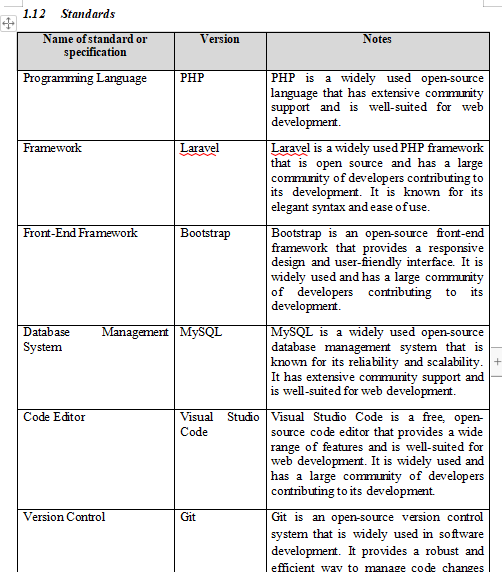 1.12 Standards
Name of standard or specification Version Notes
Programming Language PHP PHP is a widely used open-source
language that has extensive community
support and is well-suited for web
development.
Framework Laravel Laravel is a widely used PHP framework
that is open source and has a large
community of developers contributing to
its development. It is known for its
elegant syntax and ease of use.
Front-End Framework Bootstrap Bootstrap is an open-source front-end
framework that provides a responsive
design and user-friendly interface. It is
widely used and has a large community
of developers contributing to its
development.
Database Management System MySQL MySQL is a widely used open-source
database management system that is
known for its reliability and scalability.
It has extensive community support and
is well-suited for web development.
Code Editor Visual Studio Code Visual Studio Code is a free, open-
source code editor that provides a wide
range of features and is well-suited for
web development. It is widely used and
has a large community of developers
contributing to its development.
Version Control Git Git is an open-source version control
system that is widely used in software
development. It provides a robust and
efficient way to manage code changes